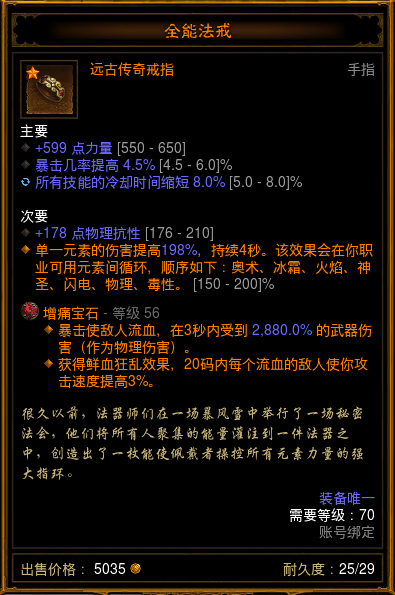 全能法戒
远古传奇戒指 手指
主要
+599 点力量 [550 - 650]
暴击几率提高 4.5% [4.5 - 6.0]%
所有技能的冷却时间缩短 8.0% [5.0 - 8.0]%
次要
+178 点物理抗性 [176 - 210]
单一元素的伤害提高198%，持续4秒。该效果会在你职
业可用元素间循环，顺序如下：奥术、冰霜、火焰、神
圣、闪电、物理、毒性。 [150 - 200]%
增痛宝石 - 等级 56
暴击使敌人流血，在3秒内受到 2,880.0% 的武器伤
害（作为物理伤害）。
获得鲜血狂乱效果，20码内每个流血的敌人使你攻
击速度提高3%。
很久以前，法器师们在一场暴风雪中举行了一场秘密
法会，他们将所有人聚集的能量灌注到一件法器之
中，创造出了一枚能使佩戴者操控所有元素力量的强
大指环。
装备唯一
需要等级：70
账号绑定
出售价格： 5035 耐久度：25/29